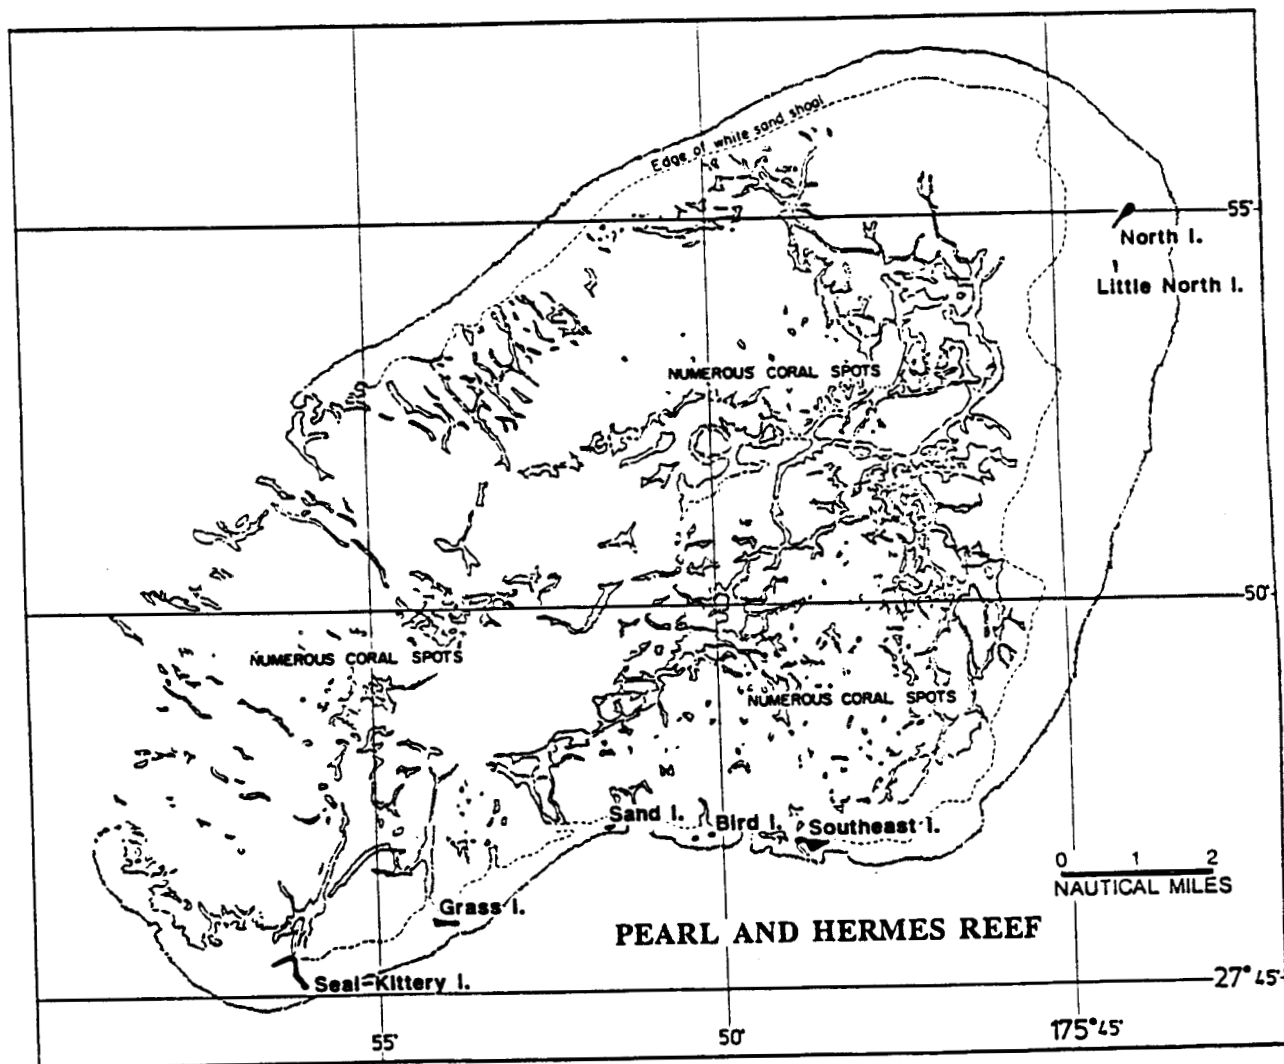 Edge of white sand shoal
55'
North I.
Little North I.
NUMEROUS CORAL SPOTS
50'
NUMEROUS CORAL SPOTS
NUMEROUS CORAL SPOTS
Sand I.
Bird I.
Southeast I.
0 1 2
NAUTICAL MILES
Grass I.
PEARL AND HERMES REEF
Seal-Kittery I.
27°45'
55'
50'
175°45'